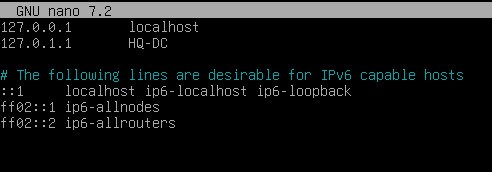 GNU nano 7.2
127.0.0.1       localhost
127.0.1.1       HQ-DC
# The following lines are desirable for IPv6 capable hosts
::1     localhost ip6-localhost ip6-loopback
ff02::1 ip6-allnodes
ff02::2 ip6-allrouters